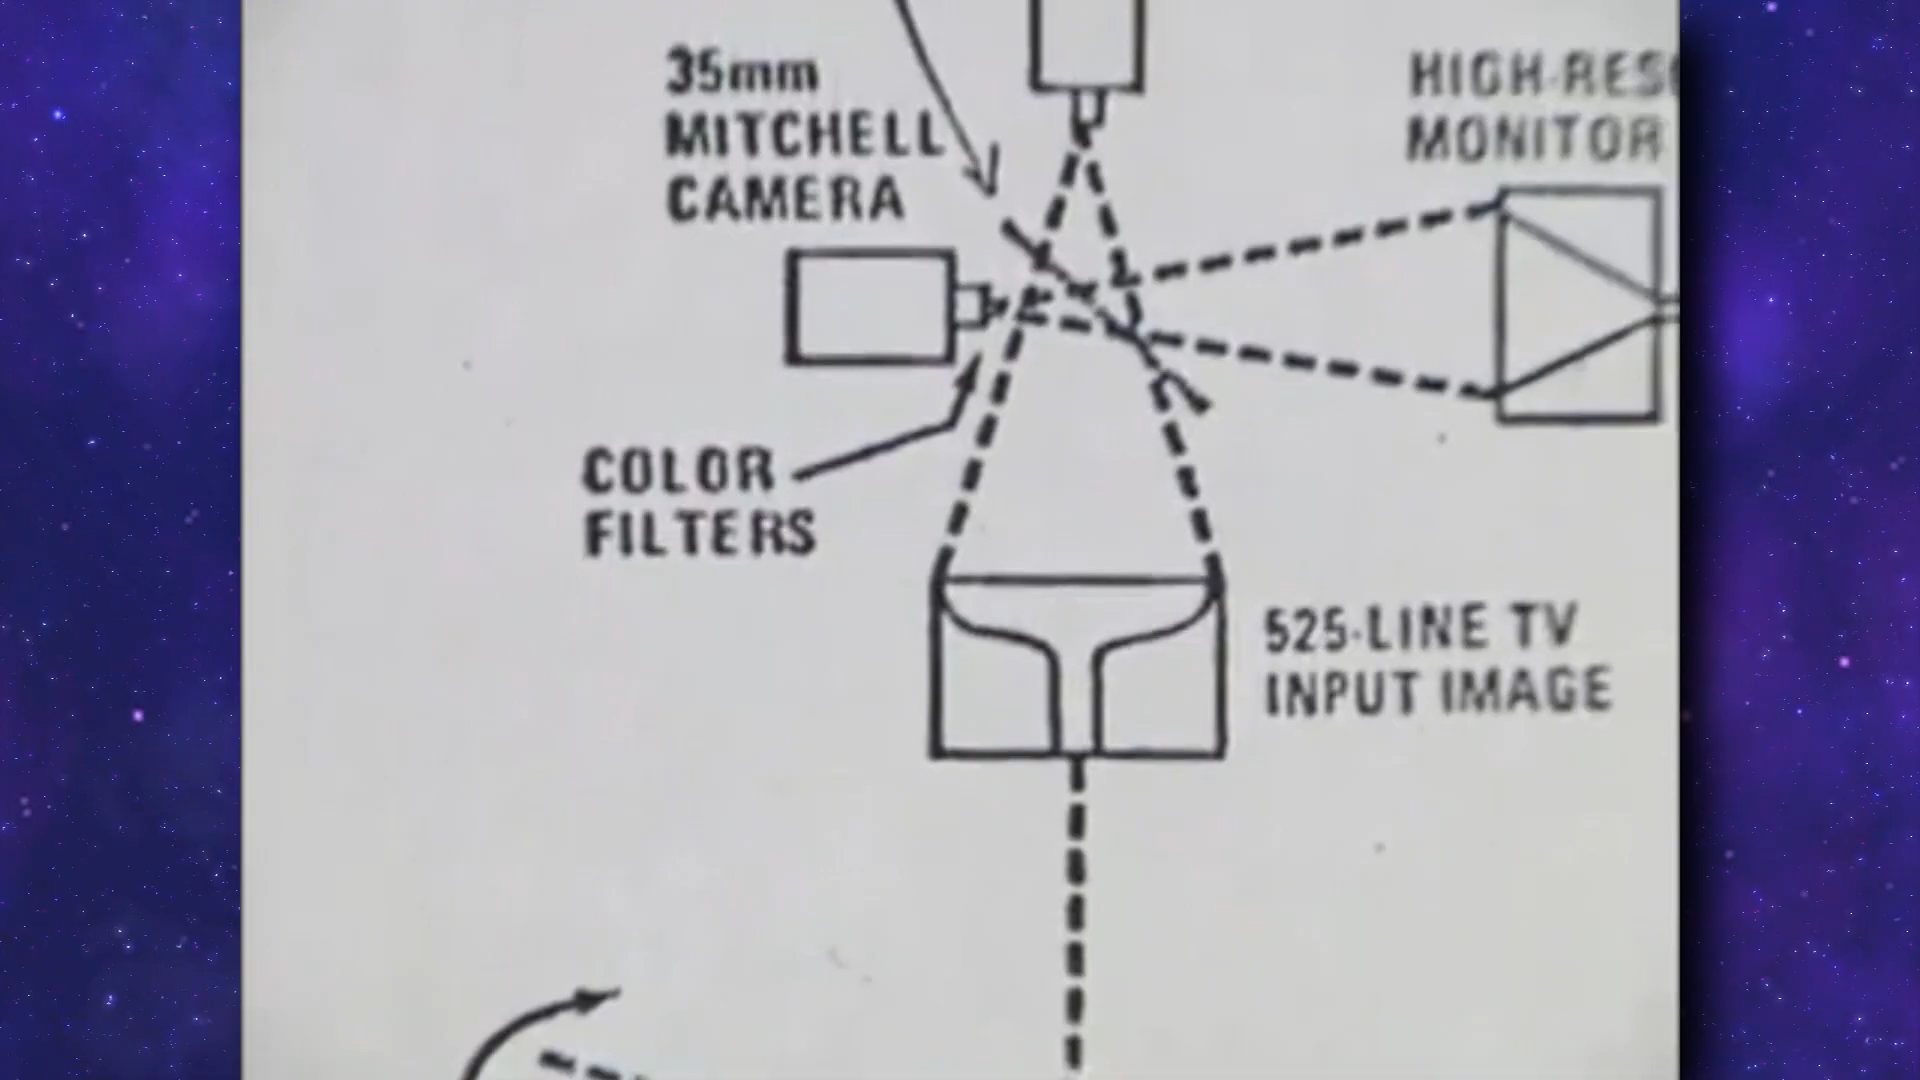 35mm
MITCHELL
CAMERA
MONITOR
COLOR
FILTERS
525-LINE TV
INPUT IMAGE